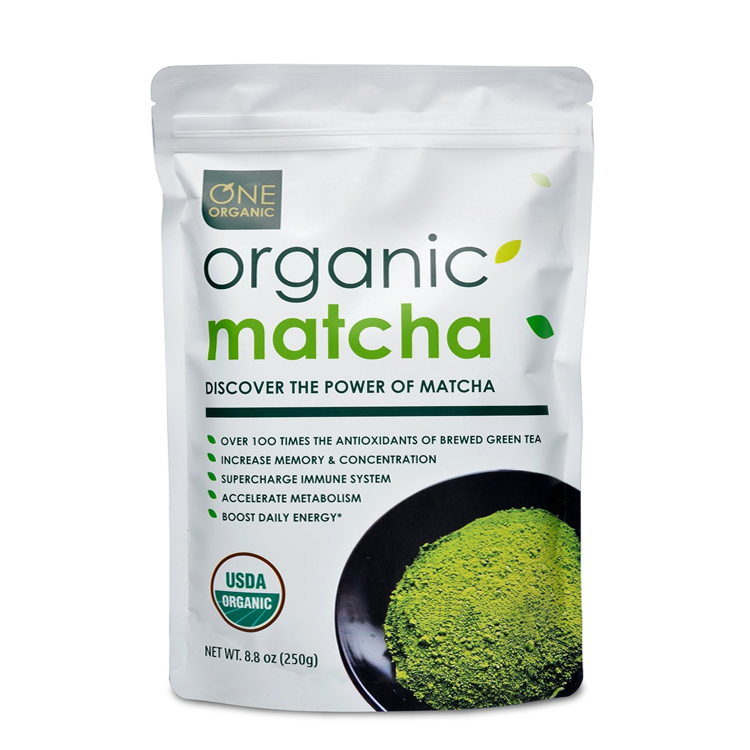 ONE
ORGANIC
organic
matcha
DISCOVER THE POWER OF MATCHA
OVER 100 TIMES THE ANTIOXIDANTS OF BREWED GREEN TEA
INCREASE MEMORY & CONCENTRATION
SUPERCHARGE IMMUNE SYSTEM
ACCELERATE METABOLISM
BOOST DAILY ENERGY*
USDA
ORGANIC
NET WT. 8.8 oz (250g)